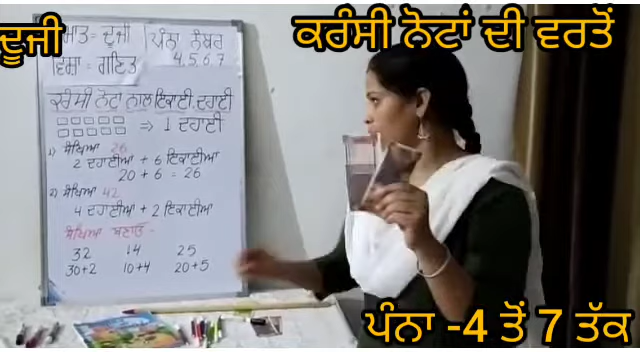 ਦੂਜੀ
ਕਰੰਸੀ ਨੋਟਾਂ ਦੀ ਵਰਤੋਂ
ਜਮਾਤ = ਦੂਜੀ
ਪੰਨਾ ਨੰਬਰ
ਵਿਸ਼ਾ = ਗਣਿਤ
4,5,6,7
ਕਰੰਸੀ ਨੋਟਾਂ ਨਾਲ ਇਕਾਈ, ਦਹਾਈ
⇒ 1 ਦਹਾਈ
1) ਸੰਖਿਆ 26
2 ਦਹਾਈਆਂ + 6 ਇਕਾਈਆਂ
20 + 6 = 26
2) ਸੰਖਿਆ 42
4 ਦਹਾਈਆਂ + 2 ਇਕਾਈਆਂ
ਸੰਖਿਆ ਬਣਾਓ -
32 14 25
30+2 10+4 20+5
ਪੰਨਾ -4 ਤੋਂ 7 ਤੱਕ